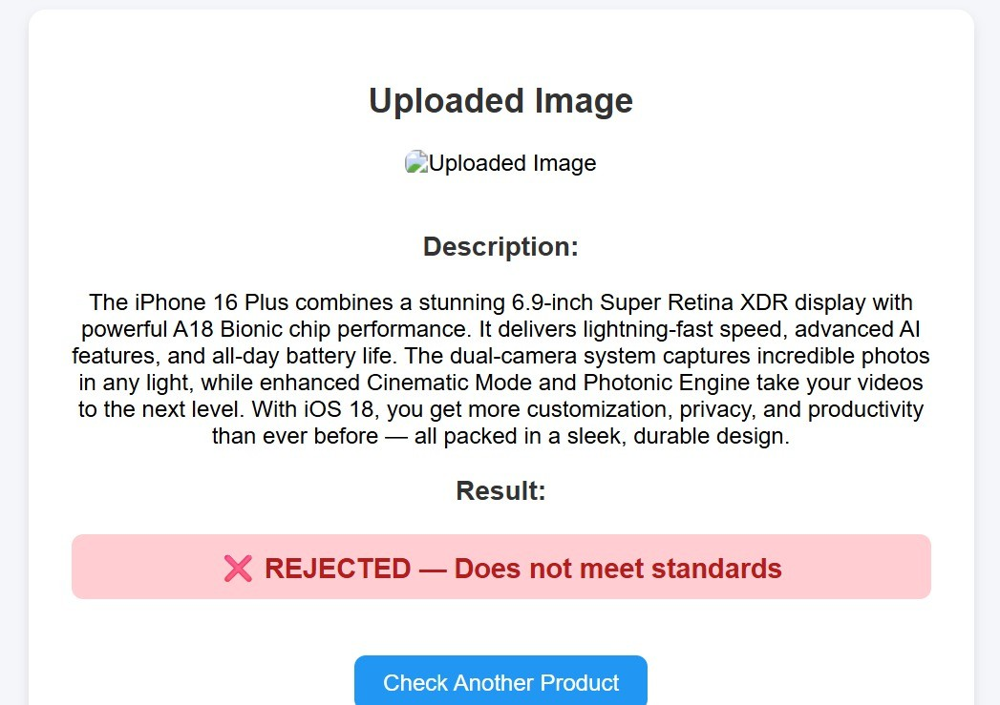 Uploaded Image
Uploaded Image
Description:
The iPhone 16 Plus combines a stunning 6.9-inch Super Retina XDR display with
powerful A18 Bionic chip performance. It delivers lightning-fast speed, advanced AI
features, and all-day battery life. The dual-camera system captures incredible photos
in any light, while enhanced Cinematic Mode and Photonic Engine take your videos
to the next level. With iOS 18, you get more customization, privacy, and productivity
than ever before — all packed in a sleek, durable design.
Result:
❌ REJECTED — Does not meet standards
Check Another Product